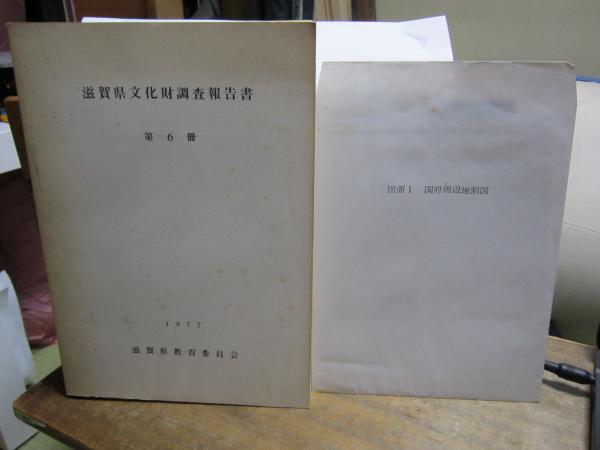 滋賀県文化財調査報告書
第6冊
1977
滋賀県教育委員会
図面1 国府周辺地割図